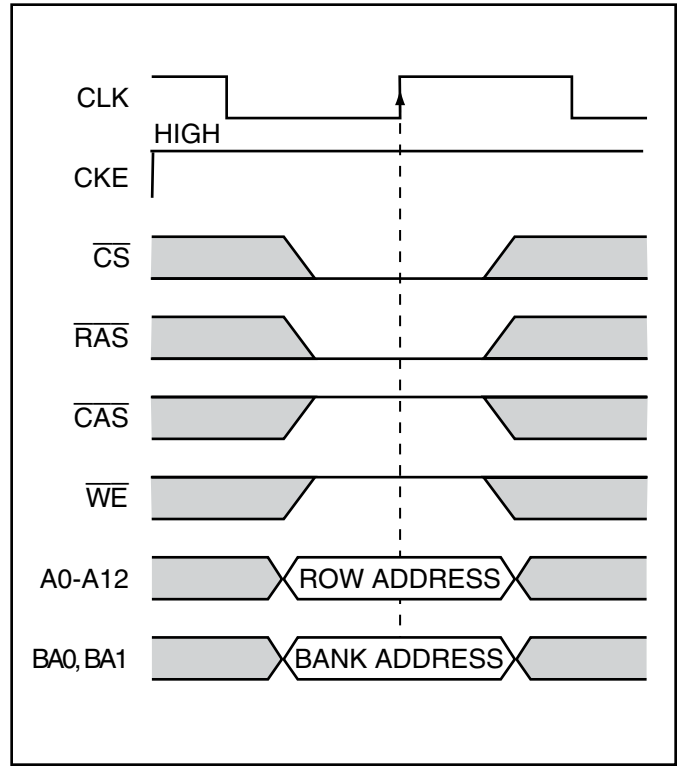 CLK
HIGH
CKE
CS
RAS
CAS
WE
A0-A12 ROW ADDRESS
BA0, BA1 BANK ADDRESS